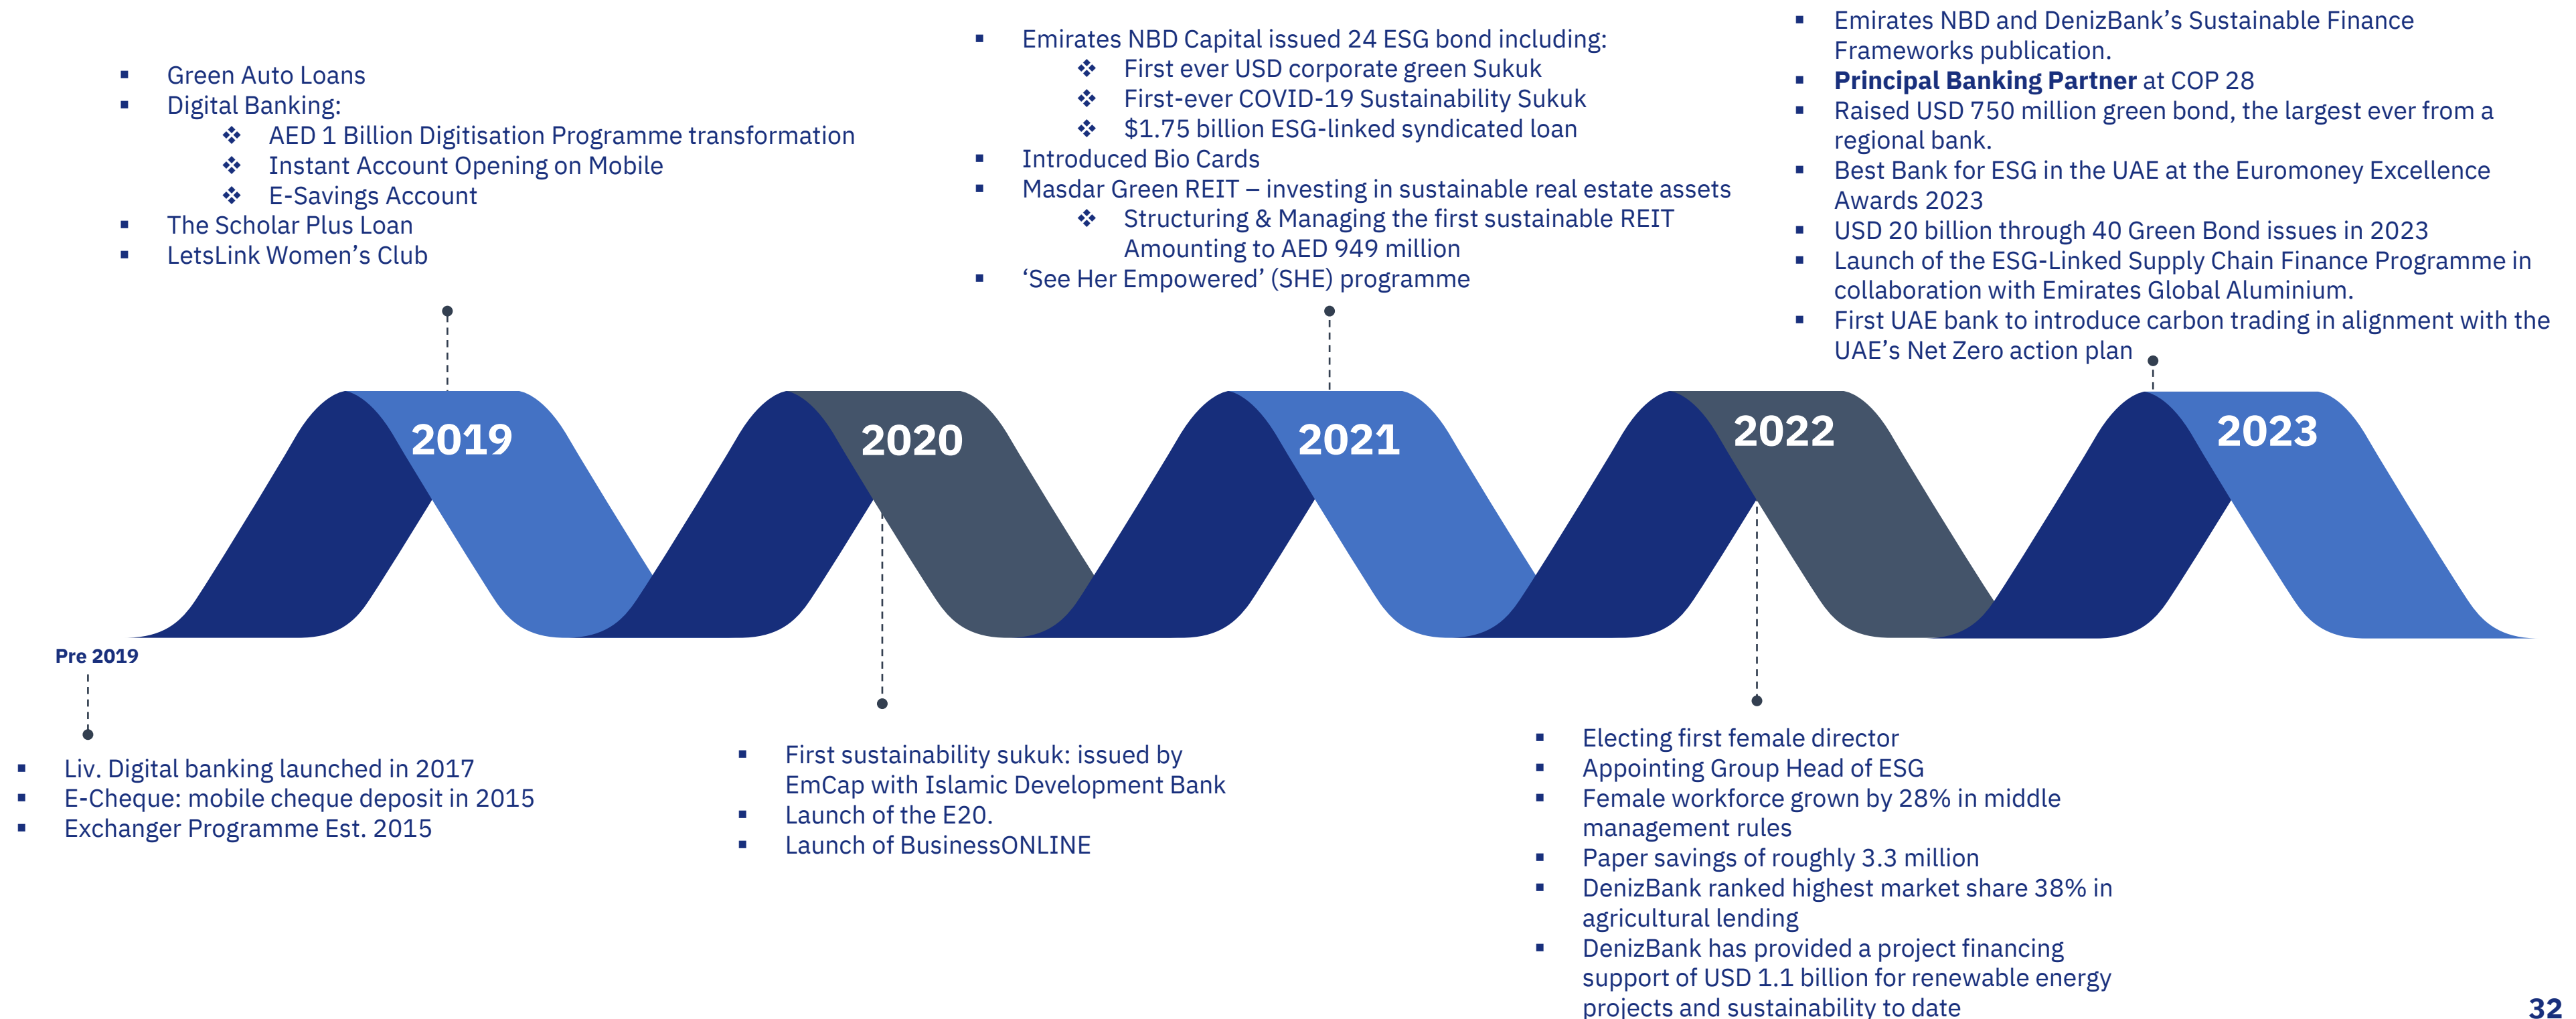 ▪ Green Auto Loans
▪ Digital Banking:
❖ AED 1 Billion Digitisation Programme transformation
❖ Instant Account Opening on Mobile
❖ E-Savings Account
▪ The Scholar Plus Loan
▪ LetsLink Women’s Club
▪ Emirates NBD Capital issued 24 ESG bond including:
❖ First ever USD corporate green Sukuk
❖ First-ever COVID-19 Sustainability Sukuk
❖ $1.75 billion ESG-linked syndicated loan
▪ Introduced Bio Cards
▪ Masdar Green REIT – investing in sustainable real estate assets
❖ Structuring & Managing the first sustainable REIT
Amounting to AED 949 million
▪ ‘See Her Empowered’ (SHE) programme
▪ Emirates NBD and DenizBank’s Sustainable Finance
Frameworks publication.
▪ Principal Banking Partner at COP 28
▪ Raised USD 750 million green bond, the largest ever from a
regional bank.
▪ Best Bank for ESG in the UAE at the Euromoney Excellence
Awards 2023
▪ USD 20 billion through 40 Green Bond issues in 2023
▪ Launch of the ESG-Linked Supply Chain Finance Programme in
collaboration with Emirates Global Aluminium.
▪ First UAE bank to introduce carbon trading in alignment with the
UAE’s Net Zero action plan
2019
2020
2021
2022
2023
Pre 2019
▪ Liv. Digital banking launched in 2017
▪ E-Cheque: mobile cheque deposit in 2015
▪ Exchanger Programme Est. 2015
▪ First sustainability sukuk: issued by
EmCap with Islamic Development Bank
▪ Launch of the E20.
▪ Launch of BusinessONLINE
▪ Electing first female director
▪ Appointing Group Head of ESG
▪ Female workforce grown by 28% in middle
management rules
▪ Paper savings of roughly 3.3 million
▪ DenizBank ranked highest market share 38% in
agricultural lending
▪ DenizBank has provided a project financing
support of USD 1.1 billion for renewable energy
projects and sustainability to date
32